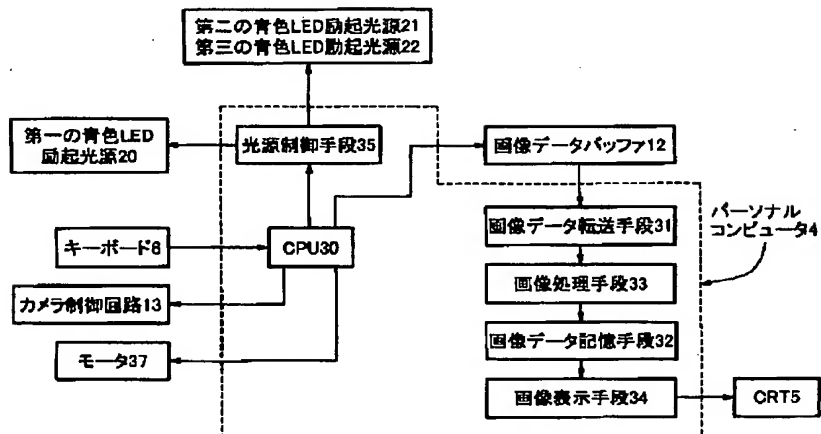 第二の青色LED励起光源21
第三の青色LED励起光源22
第一の青色LED
励起光源20
光源制御手段35
画像データバッファ12
キーボード6
CPU30
画像データ転送手段31
パーソナル
コンピュータ4
カメラ制御回路13
画像処理手段33
モータ37
画像データ記憶手段32
画像表示手段34
CRT5